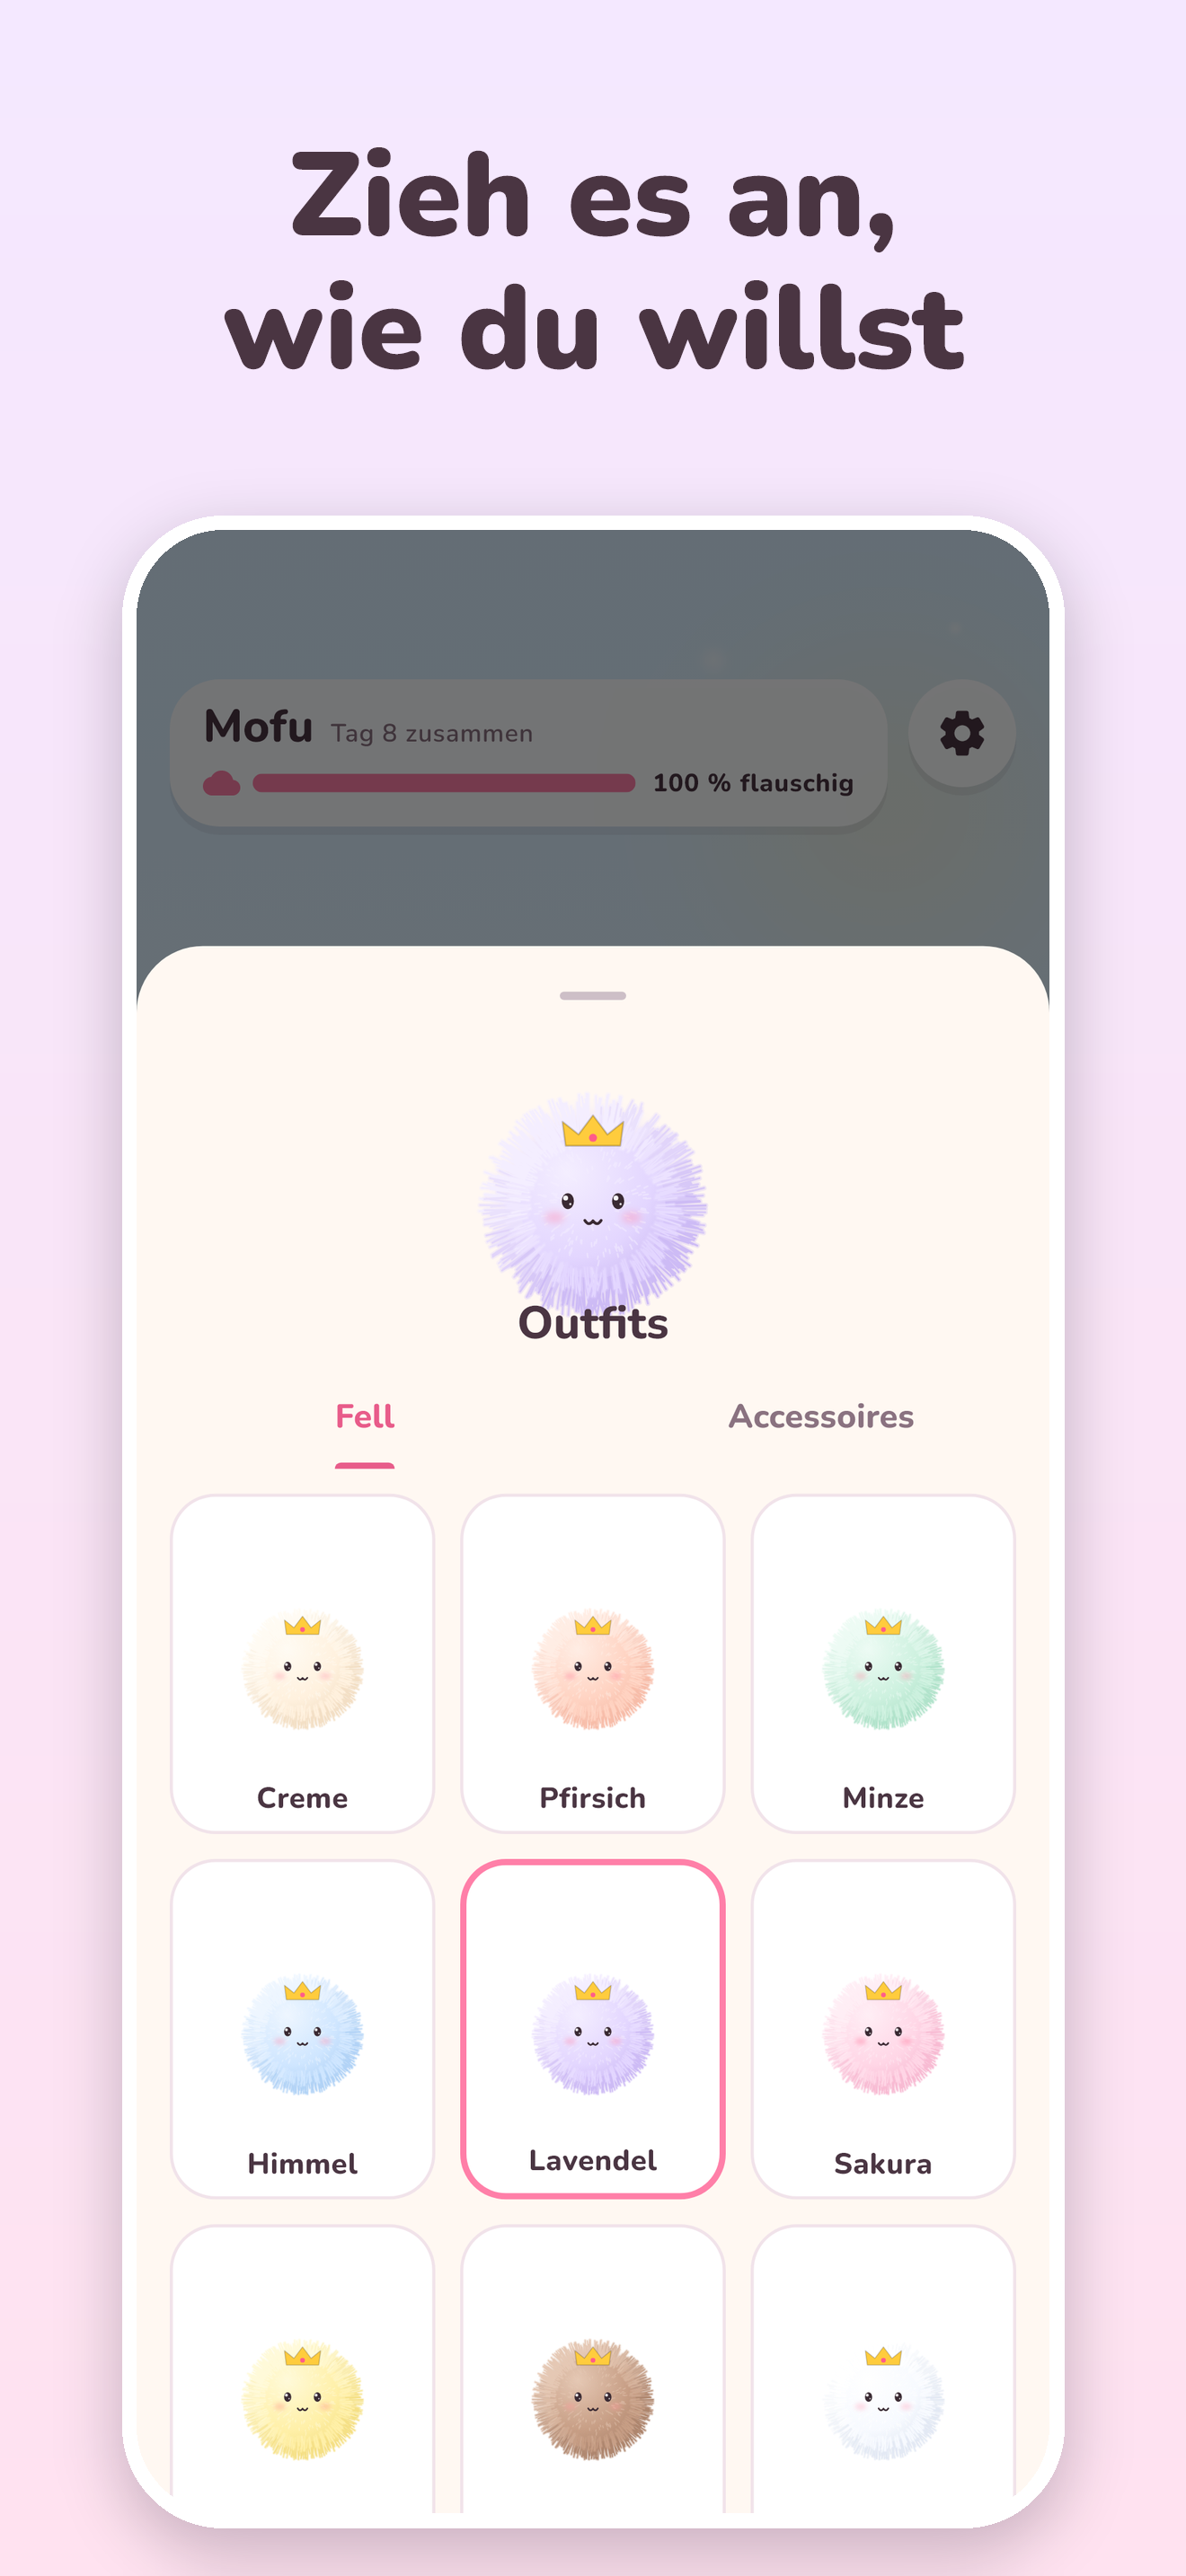 Zieh es an,
wie du willst
Mofu Tag 8 zusammen
100 % flauschig
Outfits
Fell Accessoires
Creme Pfirsich Minze
Himmel Lavendel Sakura